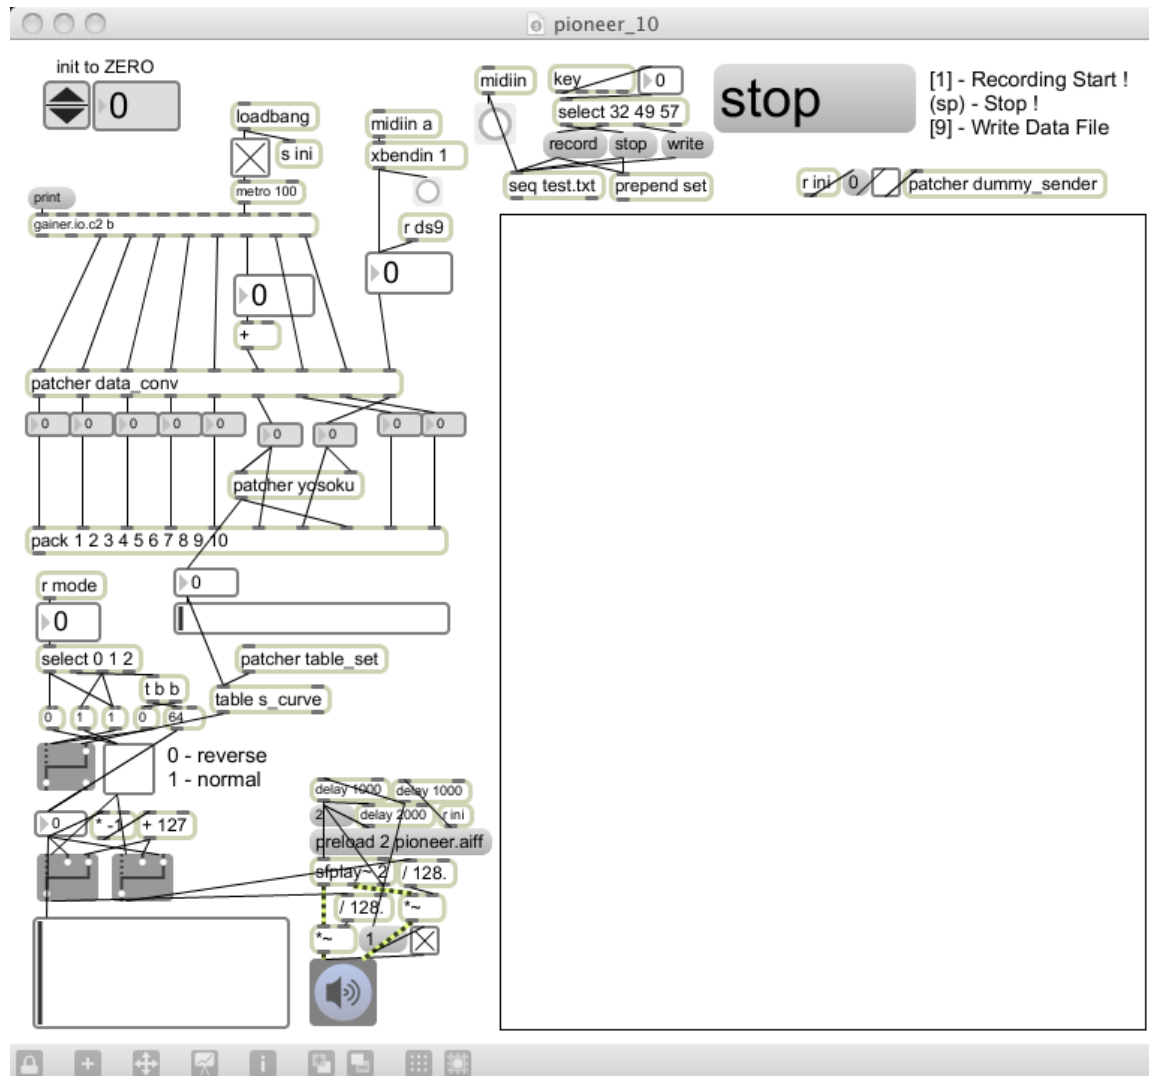 pioneer_10
init to ZERO
0
loadbang
s ini
metro 100
print
gainer.io.c2 b
midiin a
xbendin 1
r ds9
0
0
+
patcher data_conv
0
0
0
0
0
0
0
0
0
patcher yosoku
pack 1 2 3 4 5 6 7 8 9 10
0
r mode
0
select 0 1 2
t b b
0
1
1
0
64
patcher table_set
table s_curve
0 - reverse
1 - normal
0
* -1
+ 127
midiin
key
0
select 32 49 57
record
stop
write
seq test.txt
prepend set
stop
[1] - Recording Start !
(sp) - Stop !
[9] - Write Data File
r ini
0
patcher dummy_sender
delay 1000
delay 1000
2
delay 2000
r ini
preload 2 pioneer.aiff
sfplay~ 2
/ 128.
/ 128.
*~
*~
1